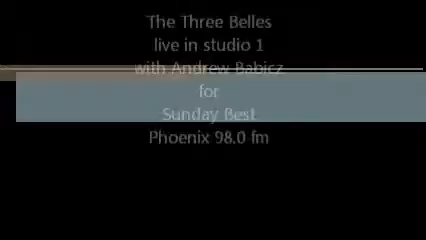 The Three Belles
live in studio 1
with Andrew Babicz
for
Sunday Best
Phoenix 98.0 fm